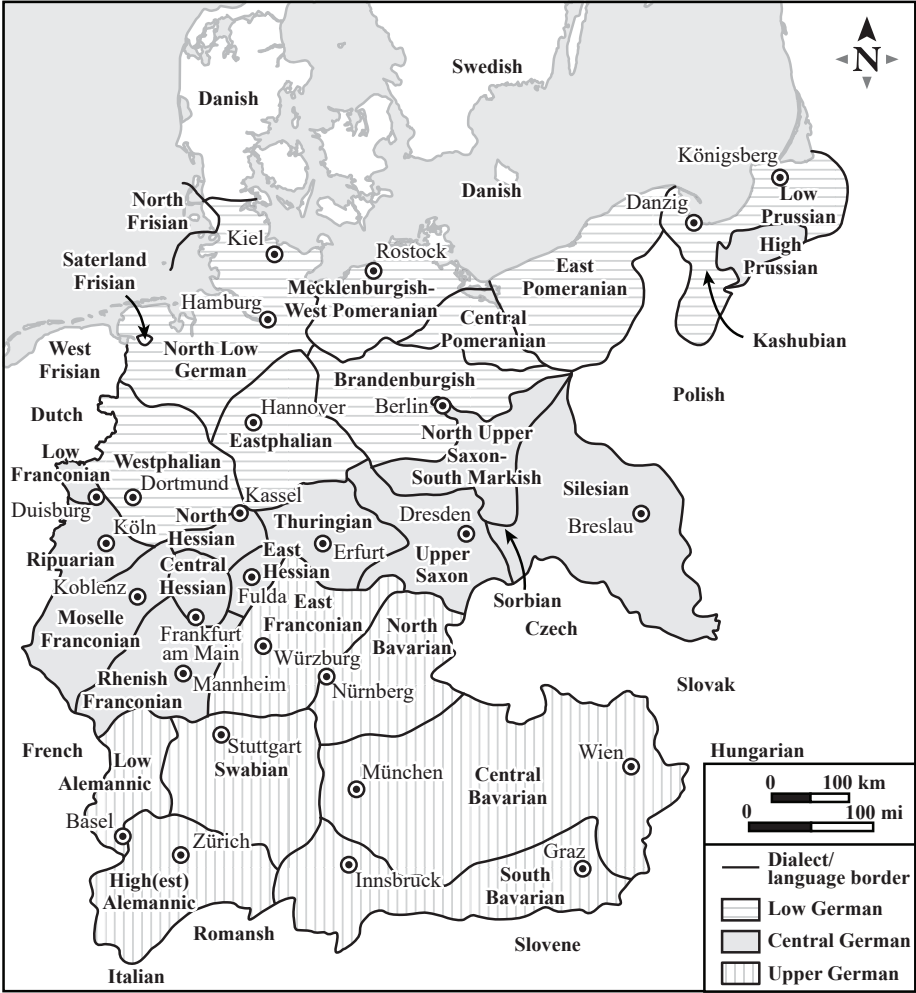 Swedish
N
Danish
Königsberg
Danish
North
Frisian
Danzig
Low
Prussian
Kiel
High
Prussian
Rostock
Saterland
Frisian
East
Pomeranian
Mecklenburgish-
West Pomeranian
Hamburg
Central
Pomeranian
Kashubian
West
Frisian
North Low
German
Brandenburgish
Polish
Dutch
Hannover
Berlin
Eastphalian
North Upper
Saxon-
South Markish
Low
Franconian
Westphalian
Dortmund
Silesian
Duisburg
Kassel
Köln
North
Hessian
Thuringian
Dresden
Breslau
Ripuarian
Central
Hessian
East
Hessian
Erfurt
Upper
Saxon
Koblenz
Fulda
East
Franconian
Sorbian
Moselle
Franconian
Frankfurt
am Main
North
Bavarian
Czech
Würzburg
Rhenish
Franconian
Mannheim
Nürnberg
Slovak
French
Stuttgart
Swabian
Wien
Hungarian
Low
Alemannic
München
Central
Bavarian
0 100 km
0 100 mi
Basel
Zürich
Graz
High(est)
Alemannic
Innsbruck
South
Bavarian
Dialect/
language border
Low German
Romansh
Slovene
Central German
Italian
Upper German